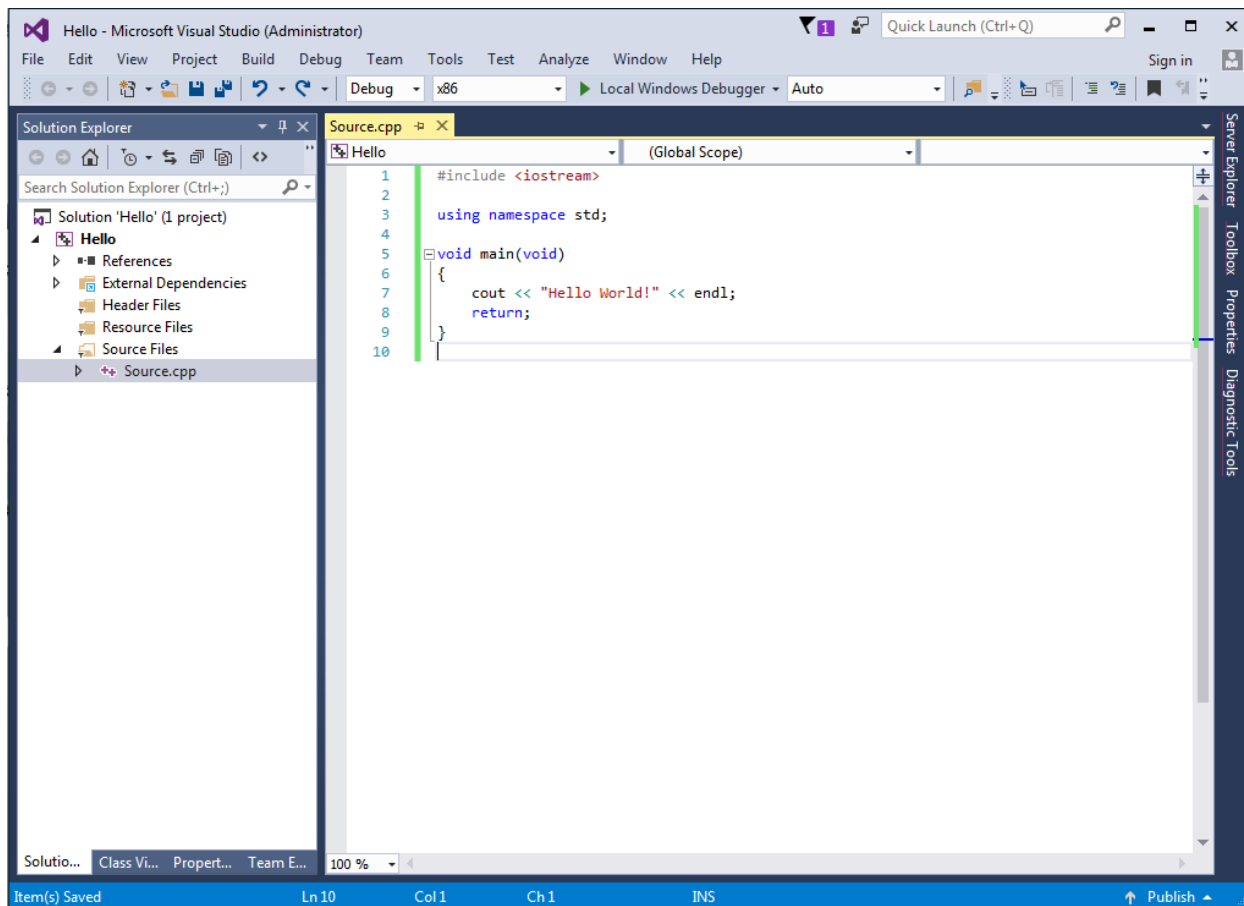 Hello - Microsoft Visual Studio (Administrator)
1
Quick Launch (Ctrl+Q)
File Edit View Project Build Debug Team Tools Test Analyze Window Help
Sign in
Debug x86 Local Windows Debugger Auto
Solution Explorer
Search Solution Explorer (Ctrl+;)
Solution 'Hello' (1 project)
Hello
References
External Dependencies
Header Files
Resource Files
Source Files
Source.cpp
Solutio... Class Vi... Propert... Team E...
Source.cpp
Hello (Global Scope)
1 #include <iostream>
2
3 using namespace std;
4
5 void main(void)
6 {
7     cout << "Hello World!" << endl;
8     return;
9 }
10
100 %
Server Explorer
Toolbox
Properties
Diagnostic Tools
Item(s) Saved Ln 10 Col 1 Ch 1 INS Publish